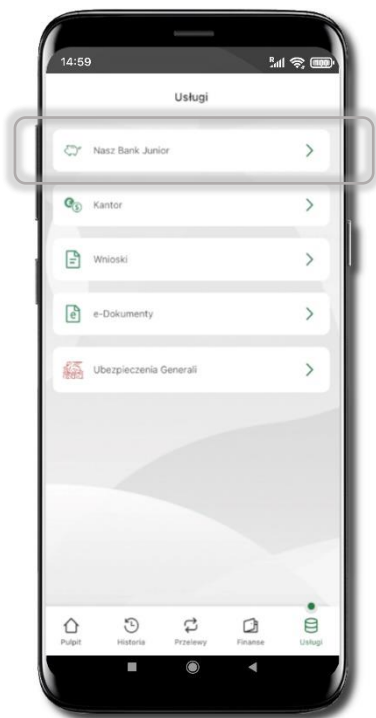 14:59
Usługi
Nasz Bank Junior
Kantor
Wnioski
e-Dokumenty
Ubezpieczenia Generali
Pulpit
Historia
Przelewy
Finanse
Usługi